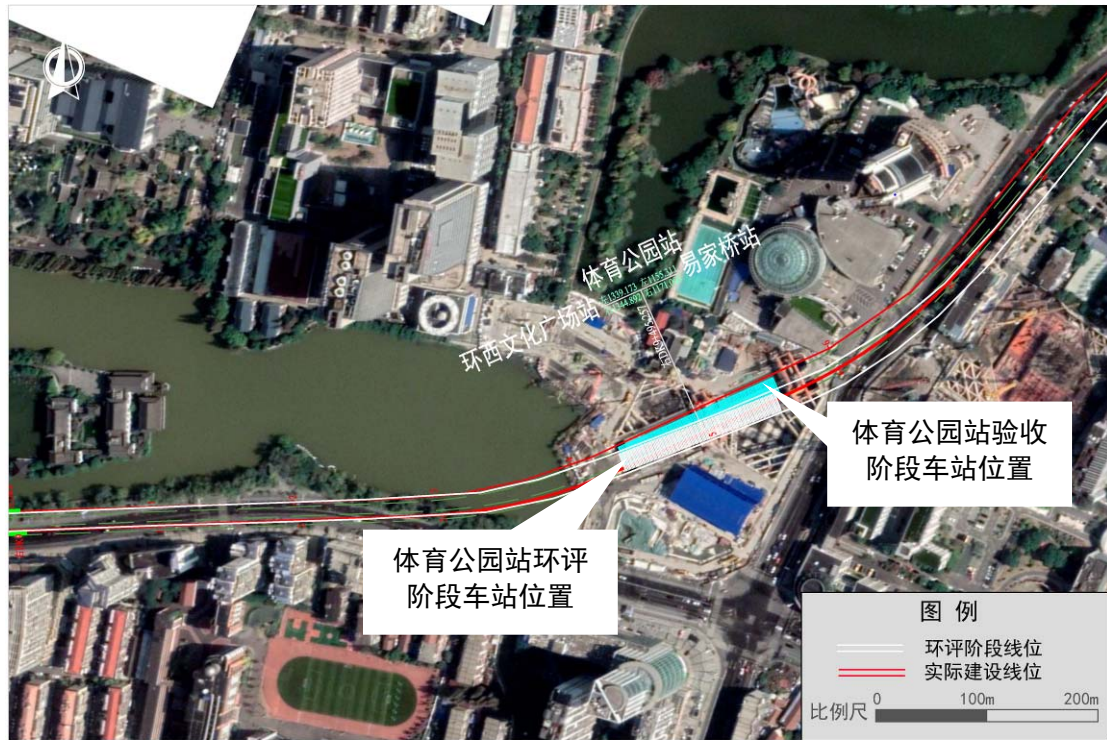 体育公园站
易家桥站
环西文化广场站
体育公园站验收
阶段车站位置
体育公园站环评
阶段车站位置
图 例
环评阶段线位
实际建设线位
比例尺
0 100m 200m